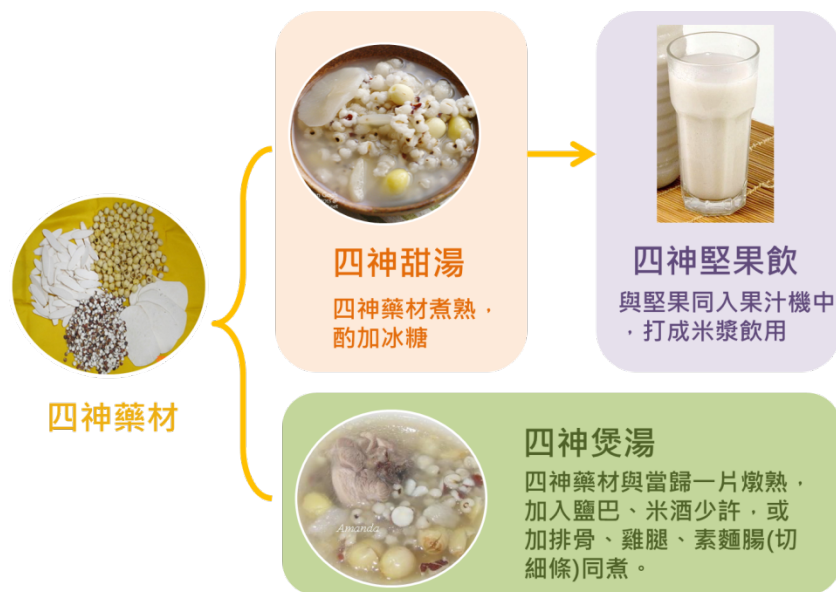 四神藥材
四神甜湯
四神藥材煮熟，
酌加冰糖
四神堅果飲
與堅果同入果汁機中
，打成米漿飲用
四神煲湯
四神藥材與當歸一片燉熟，
加入鹽巴、米酒少許，或
加排骨、雞腿、素麵腸(切
細條)同煮。
Amanda